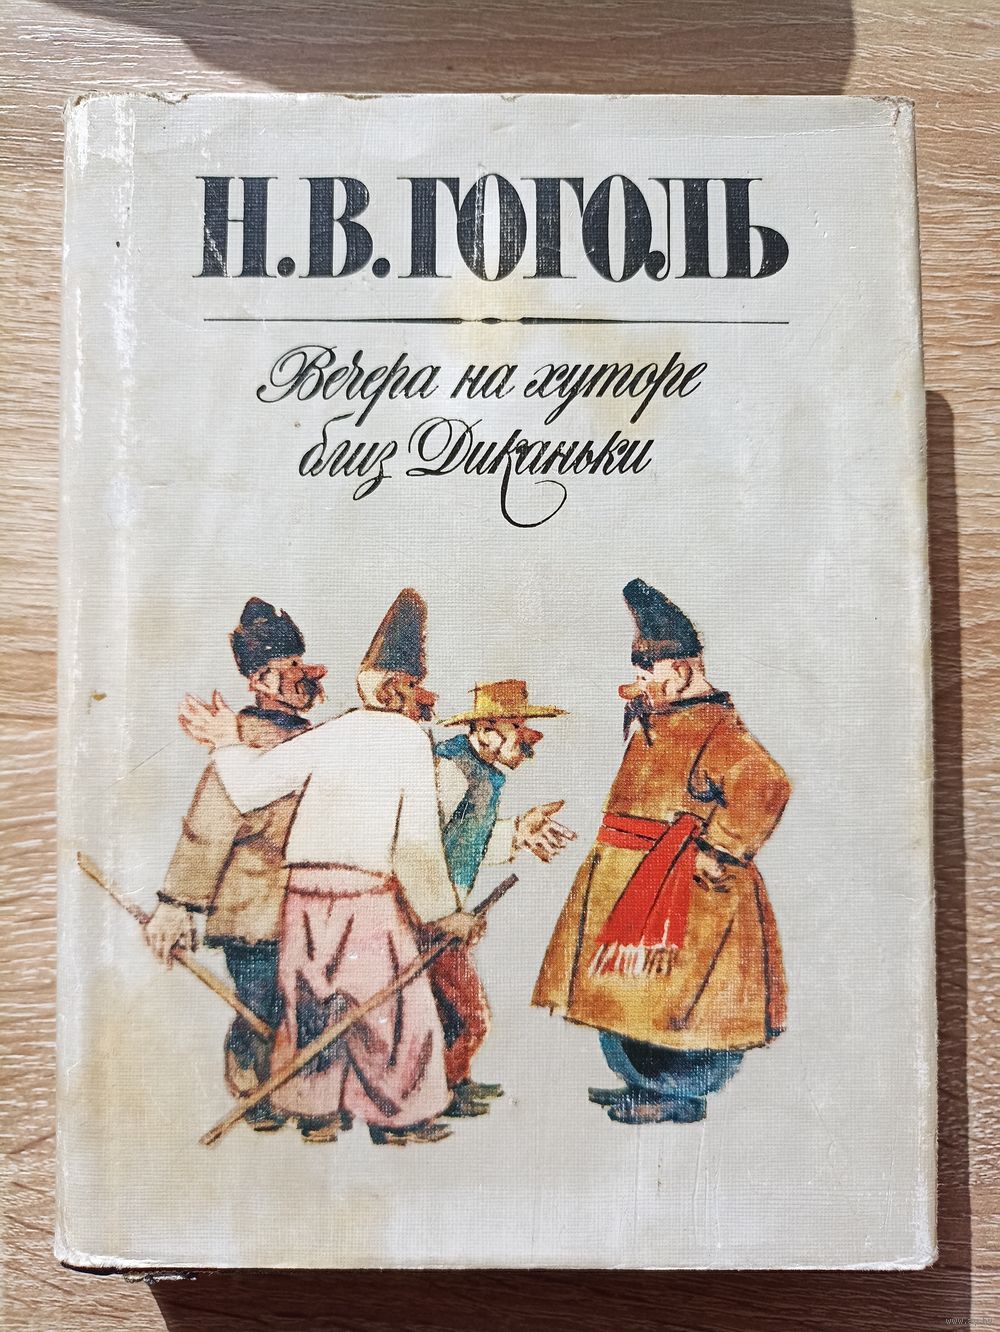 Н.В.ГОГОЛЬ
Вечера на хуторе
близ Диканьки